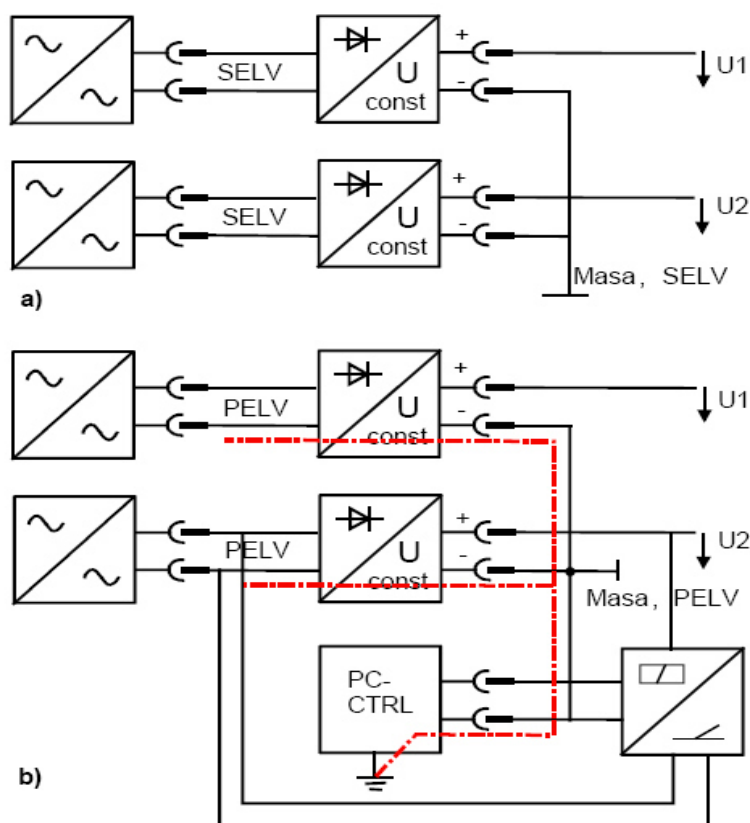 +
U1
SELV
U
-
const
+
U2
SELV
U
-
const
Masa, SELV
a)
+
PELV
U1
U
-
const
+
PELV
U2
U
-
const
Masa, PELV
PC-
CTRL
b)